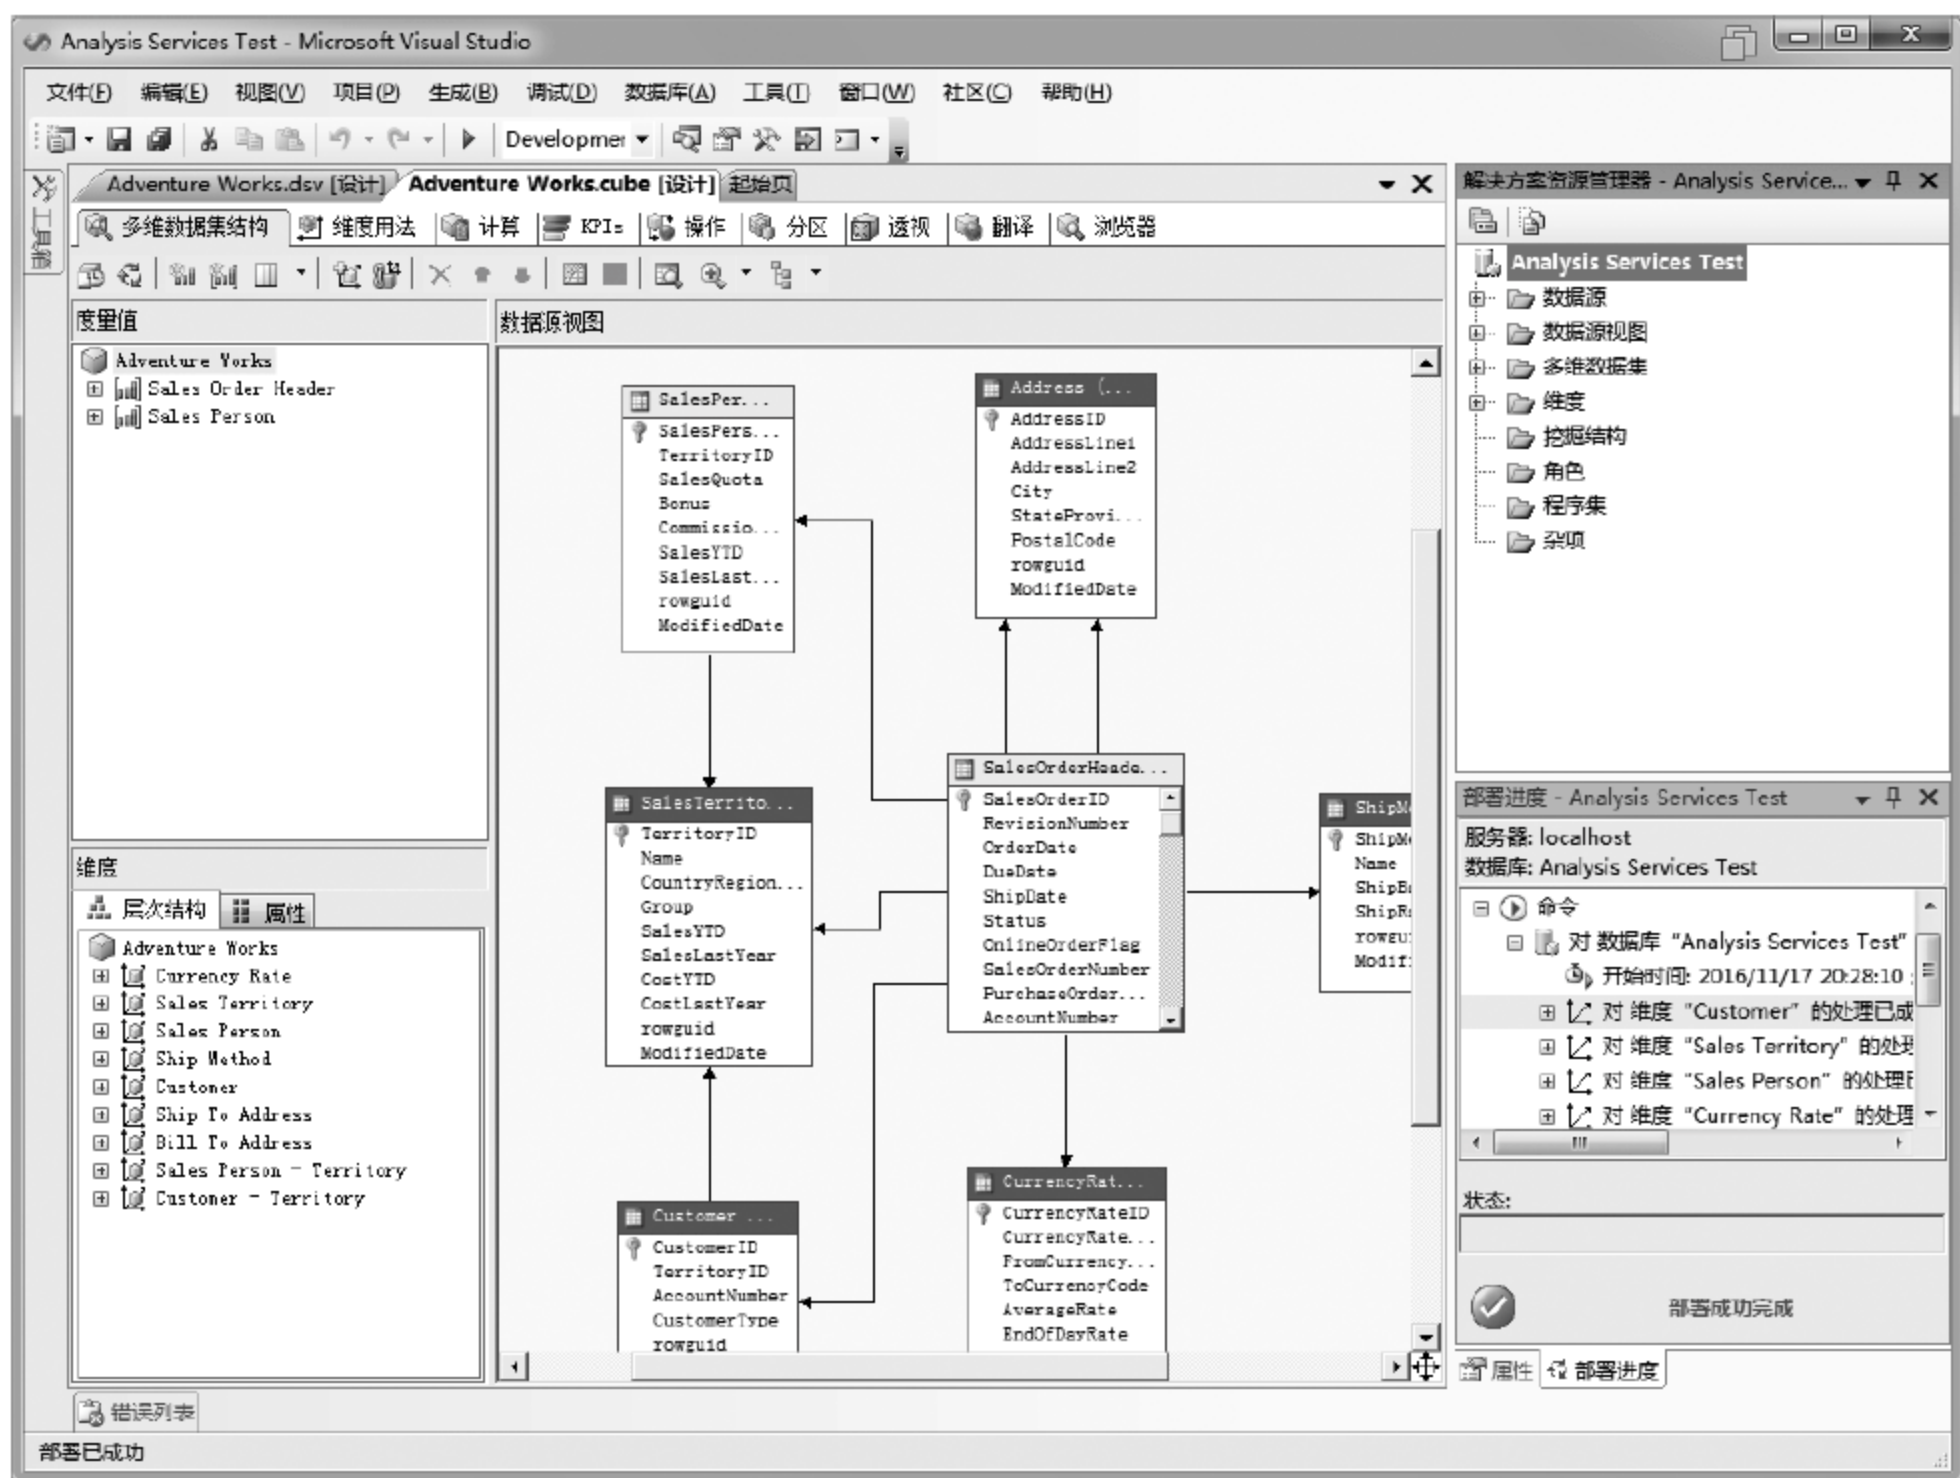 Analysis Services Test - Microsoft Visual Studio
文件(F) 编辑(E) 视图(V) 项目(P) 生成(B) 调试(D) 数据库(A) 工具(T) 窗口(W) 社区(C) 帮助(H)
Developmer
工具箱
Adventure Works.dsv [设计] Adventure Works.cube [设计] 起始页
多维数据集结构 维度用法 计算 KPIs 操作 分区 透视 翻译 浏览器
度量值
Adventure Works
Sales Order Header
Sales Person
维度
层次结构 属性
Adventure Works
Currency Rate
Sales Territory
Sales Person
Ship Method
Customer
Ship To Address
Bill To Address
Sales Person - Territory
Customer - Territory
数据源视图
SalesPer...
SalesPers...
TerritoryID
SalesQuota
Bonus
Commissio...
SalesYTD
SalesLast...
rowguid
ModifiedDate
Address (...
AddressID
AddressLine1
AddressLine2
City
StateProvi...
PostalCode
rowguid
ModifiedDate
SalesTerrito...
TerritoryID
Name
CountryRegion...
Group
SalesYTD
SalesLastYear
CostYTD
CostLastYear
rowguid
ModifiedDate
SalesOrderHeade...
SalesOrderID
RevisionNumber
OrderDate
DueDate
ShipDate
Status
OnlineOrderFlag
SalesOrderNumber
PurchaseOrder...
AccountNumber
ShipM
ShipM
Name
ShipB
ShipR
rowgu
Modif
Customer ...
CustomerID
TerritoryID
AccountNumber
CustomerType
rowguid
CurrencyRat...
CurrencyRateID
CurrencyRate...
FromCurrency...
ToCurrencyCode
AverageRate
EndOfDayRate
解决方案资源管理器 - Analysis Service...
Analysis Services Test
数据源
数据源视图
多维数据集
维度
挖掘结构
角色
程序集
杂项
部署进度 - Analysis Services Test
服务器: localhost
数据库: Analysis Services Test
命令
对 数据库 “Analysis Services Test”
开始时间: 2016/11/17 20:28:10
对 维度 “Customer” 的处理已成
对 维度 “Sales Territory” 的处理
对 维度 “Sales Person” 的处理
对 维度 “Currency Rate” 的处理
状态:
部署成功完成
属性 部署进度
错误列表
部署已成功